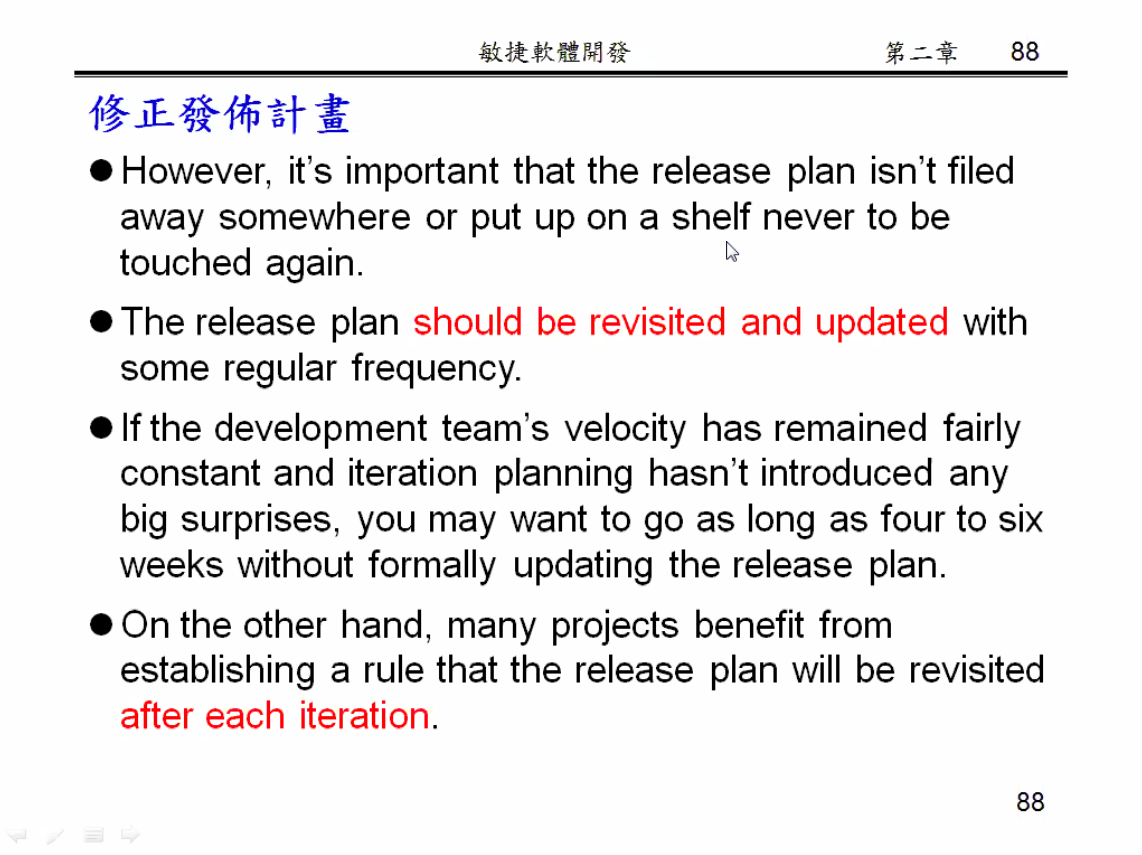 敏捷軟體開發 第二章 88
修正發佈計畫
● However, it’s important that the release plan isn’t filed
away somewhere or put up on a shelf never to be
touched again.
● The release plan should be revisited and updated with
some regular frequency.
● If the development team’s velocity has remained fairly
constant and iteration planning hasn’t introduced any
big surprises, you may want to go as long as four to six
weeks without formally updating the release plan.
● On the other hand, many projects benefit from
establishing a rule that the release plan will be revisited
after each iteration.
88